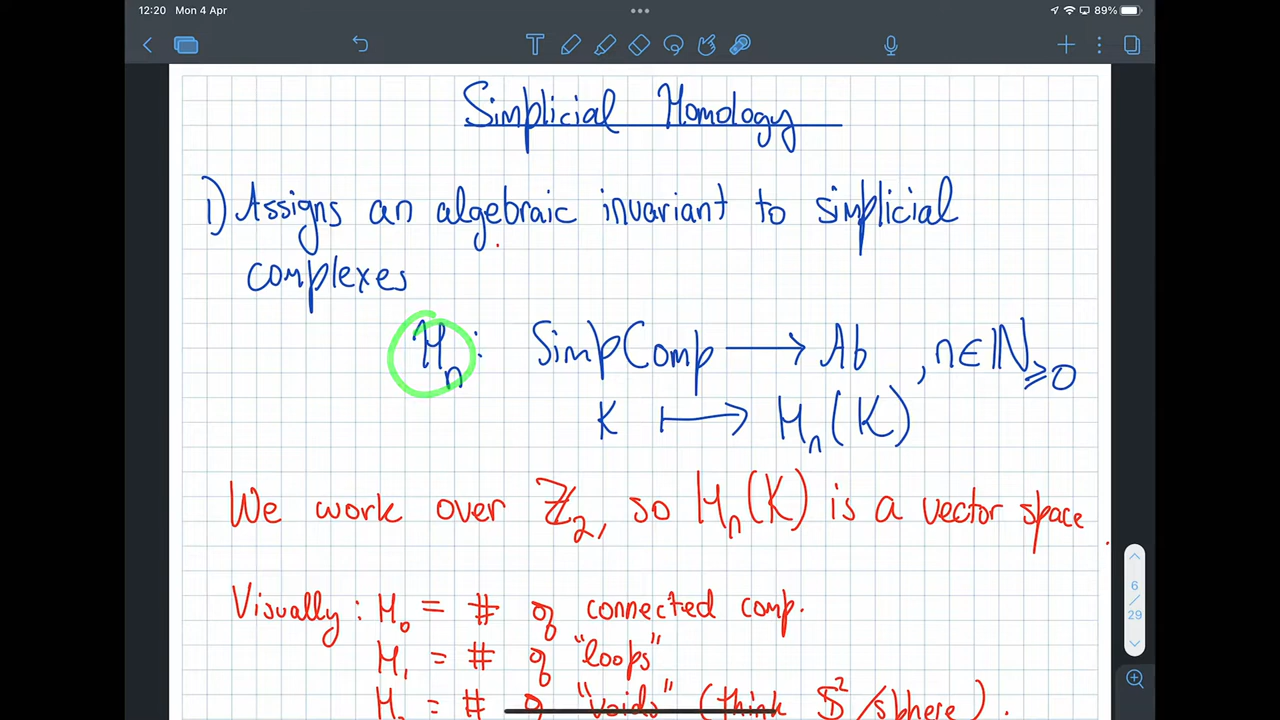 12:20 Mon 4 Apr
89%
Simplicial Homology
1) Assigns an algebraic invariant to simplicial
complexes
Hn: SimpComp → Ab, n∈ℕ≥0
K ↦ Hn(K)
We work over ℤ2, so Hn(K) is a vector space.
Visually: H0 = # of connected comp.
H1 = # of "loops"
H2 = # of "voids" (think S²/sphere).
6
/
29